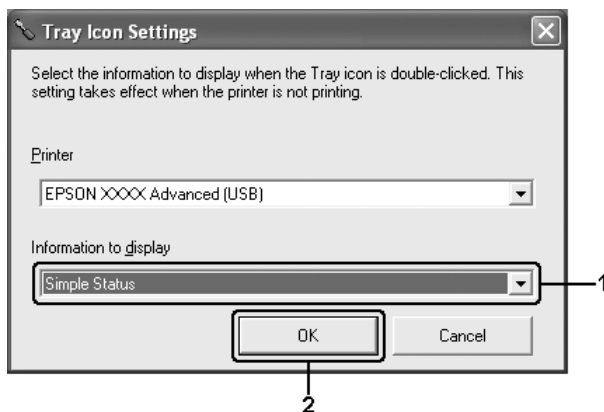 Tray Icon Settings
Select the information to display when the Tray icon is double-clicked. This
setting takes effect when the printer is not printing.
Printer
EPSON XXXX Advanced (USB)
Information to display
Simple Status
1
OK
Cancel
2